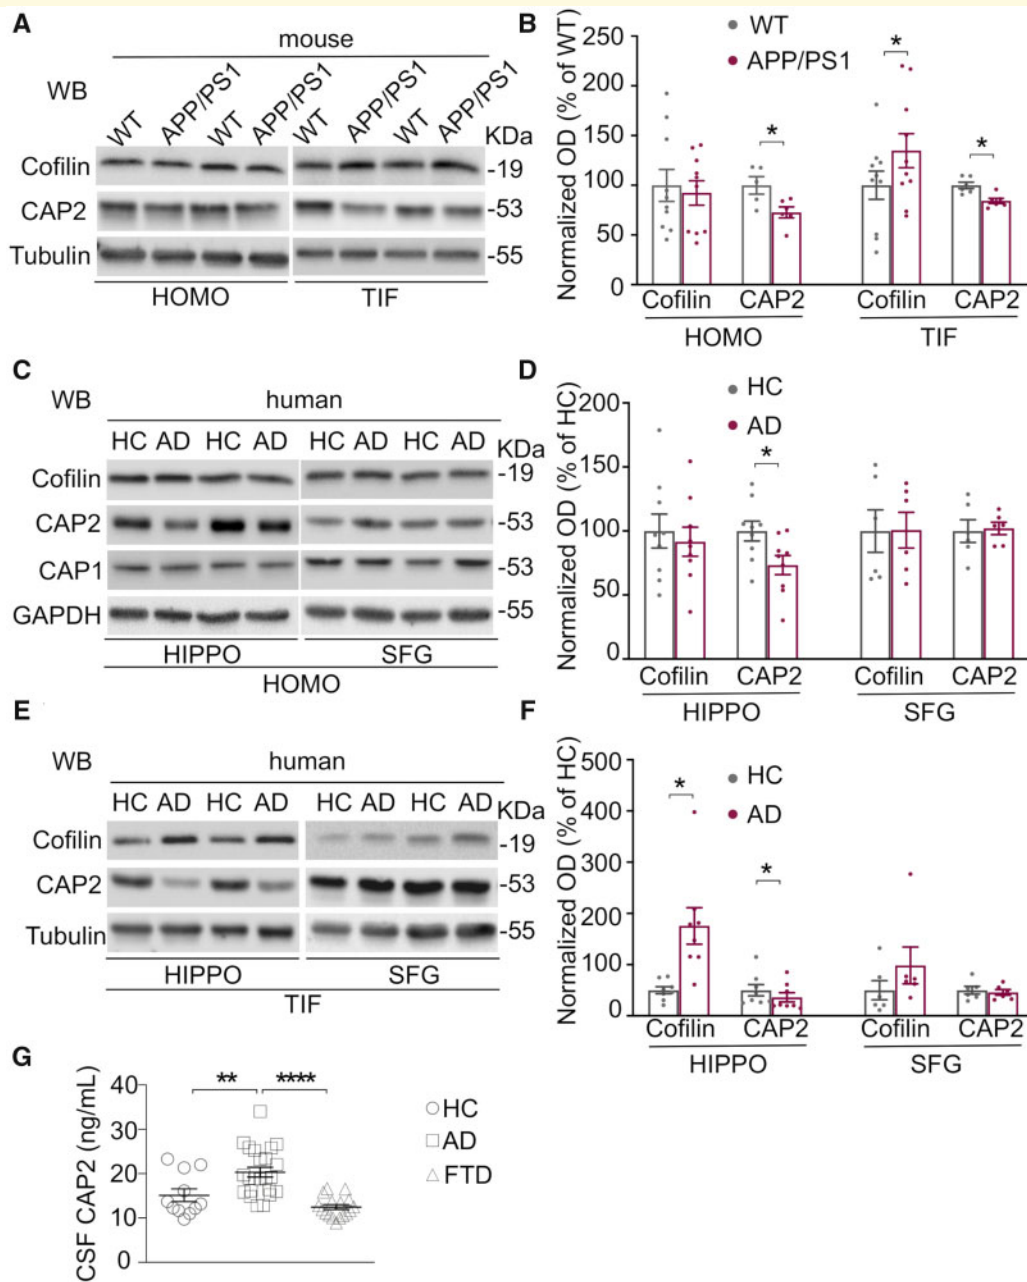 A
mouse
WB
WT APP/PS1 WT APP/PS1 WT APP/PS1 WT APP/PS1
KDa
Cofilin -19
CAP2 -53
Tubulin -55
HOMO TIF
B
Normalized OD (% of WT)
WT
APP/PS1
250
200
150
100
50
0
* * *
Cofilin CAP2 Cofilin CAP2
HOMO TIF
C
WB human
HC AD HC AD HC AD HC AD KDa
Cofilin -19
CAP2 -53
CAP1 -53
GAPDH -55
HIPPO SFG
HOMO
D
Normalized OD (% of HC)
HC
AD
200
150
100
50
0
*
Cofilin CAP2 Cofilin CAP2
HIPPO SFG
E
WB human
HC AD HC AD HC AD HC AD KDa
Cofilin -19
CAP2 -53
Tubulin -55
HIPPO SFG
TIF
F
Normalized OD (% of HC)
HC
AD
500
400
300
200
100
0
* *
Cofilin CAP2 Cofilin CAP2
HIPPO SFG
G
CSF CAP2 (ng/mL)
40
30
20
10
0
** ****
HC
AD
FTD